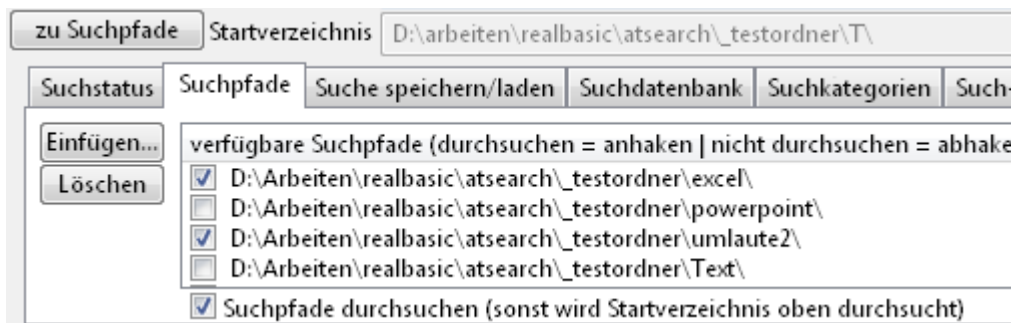 zu Suchpfade Startverzeichnis D:\arbeiten\realbasic\atsearch\_testordner\T\
Suchstatus Suchpfade Suche speichern/laden Suchdatenbank Suchkategorien Such-
Einfügen... verfügbare Suchpfade (durchsuchen = anhaken | nicht durchsuchen = abhake
Löschen D:\Arbeiten\realbasic\atsearch\_testordner\excel\
D:\Arbeiten\realbasic\atsearch\_testordner\powerpoint\
D:\Arbeiten\realbasic\atsearch\_testordner\umlaute2\
D:\Arbeiten\realbasic\atsearch\_testordner\Text\
Suchpfade durchsuchen (sonst wird Startverzeichnis oben durchsucht)